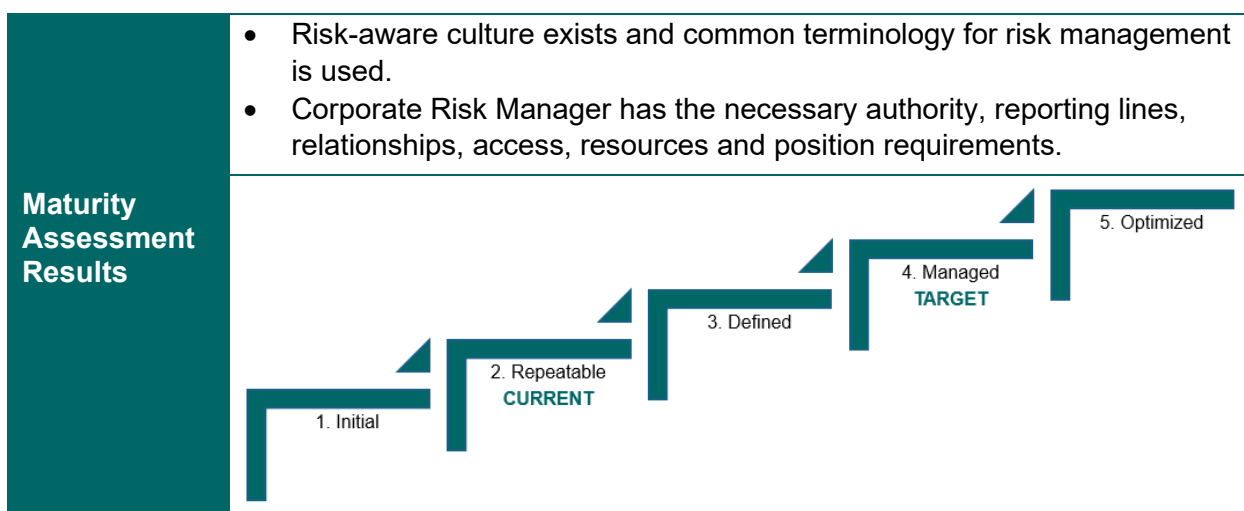 • Risk-aware culture exists and common terminology for risk management
is used.
• Corporate Risk Manager has the necessary authority, reporting lines,
relationships, access, resources and position requirements.
Maturity
Assessment
Results
1. Initial
2. Repeatable
CURRENT
3. Defined
4. Managed
TARGET
5. Optimized